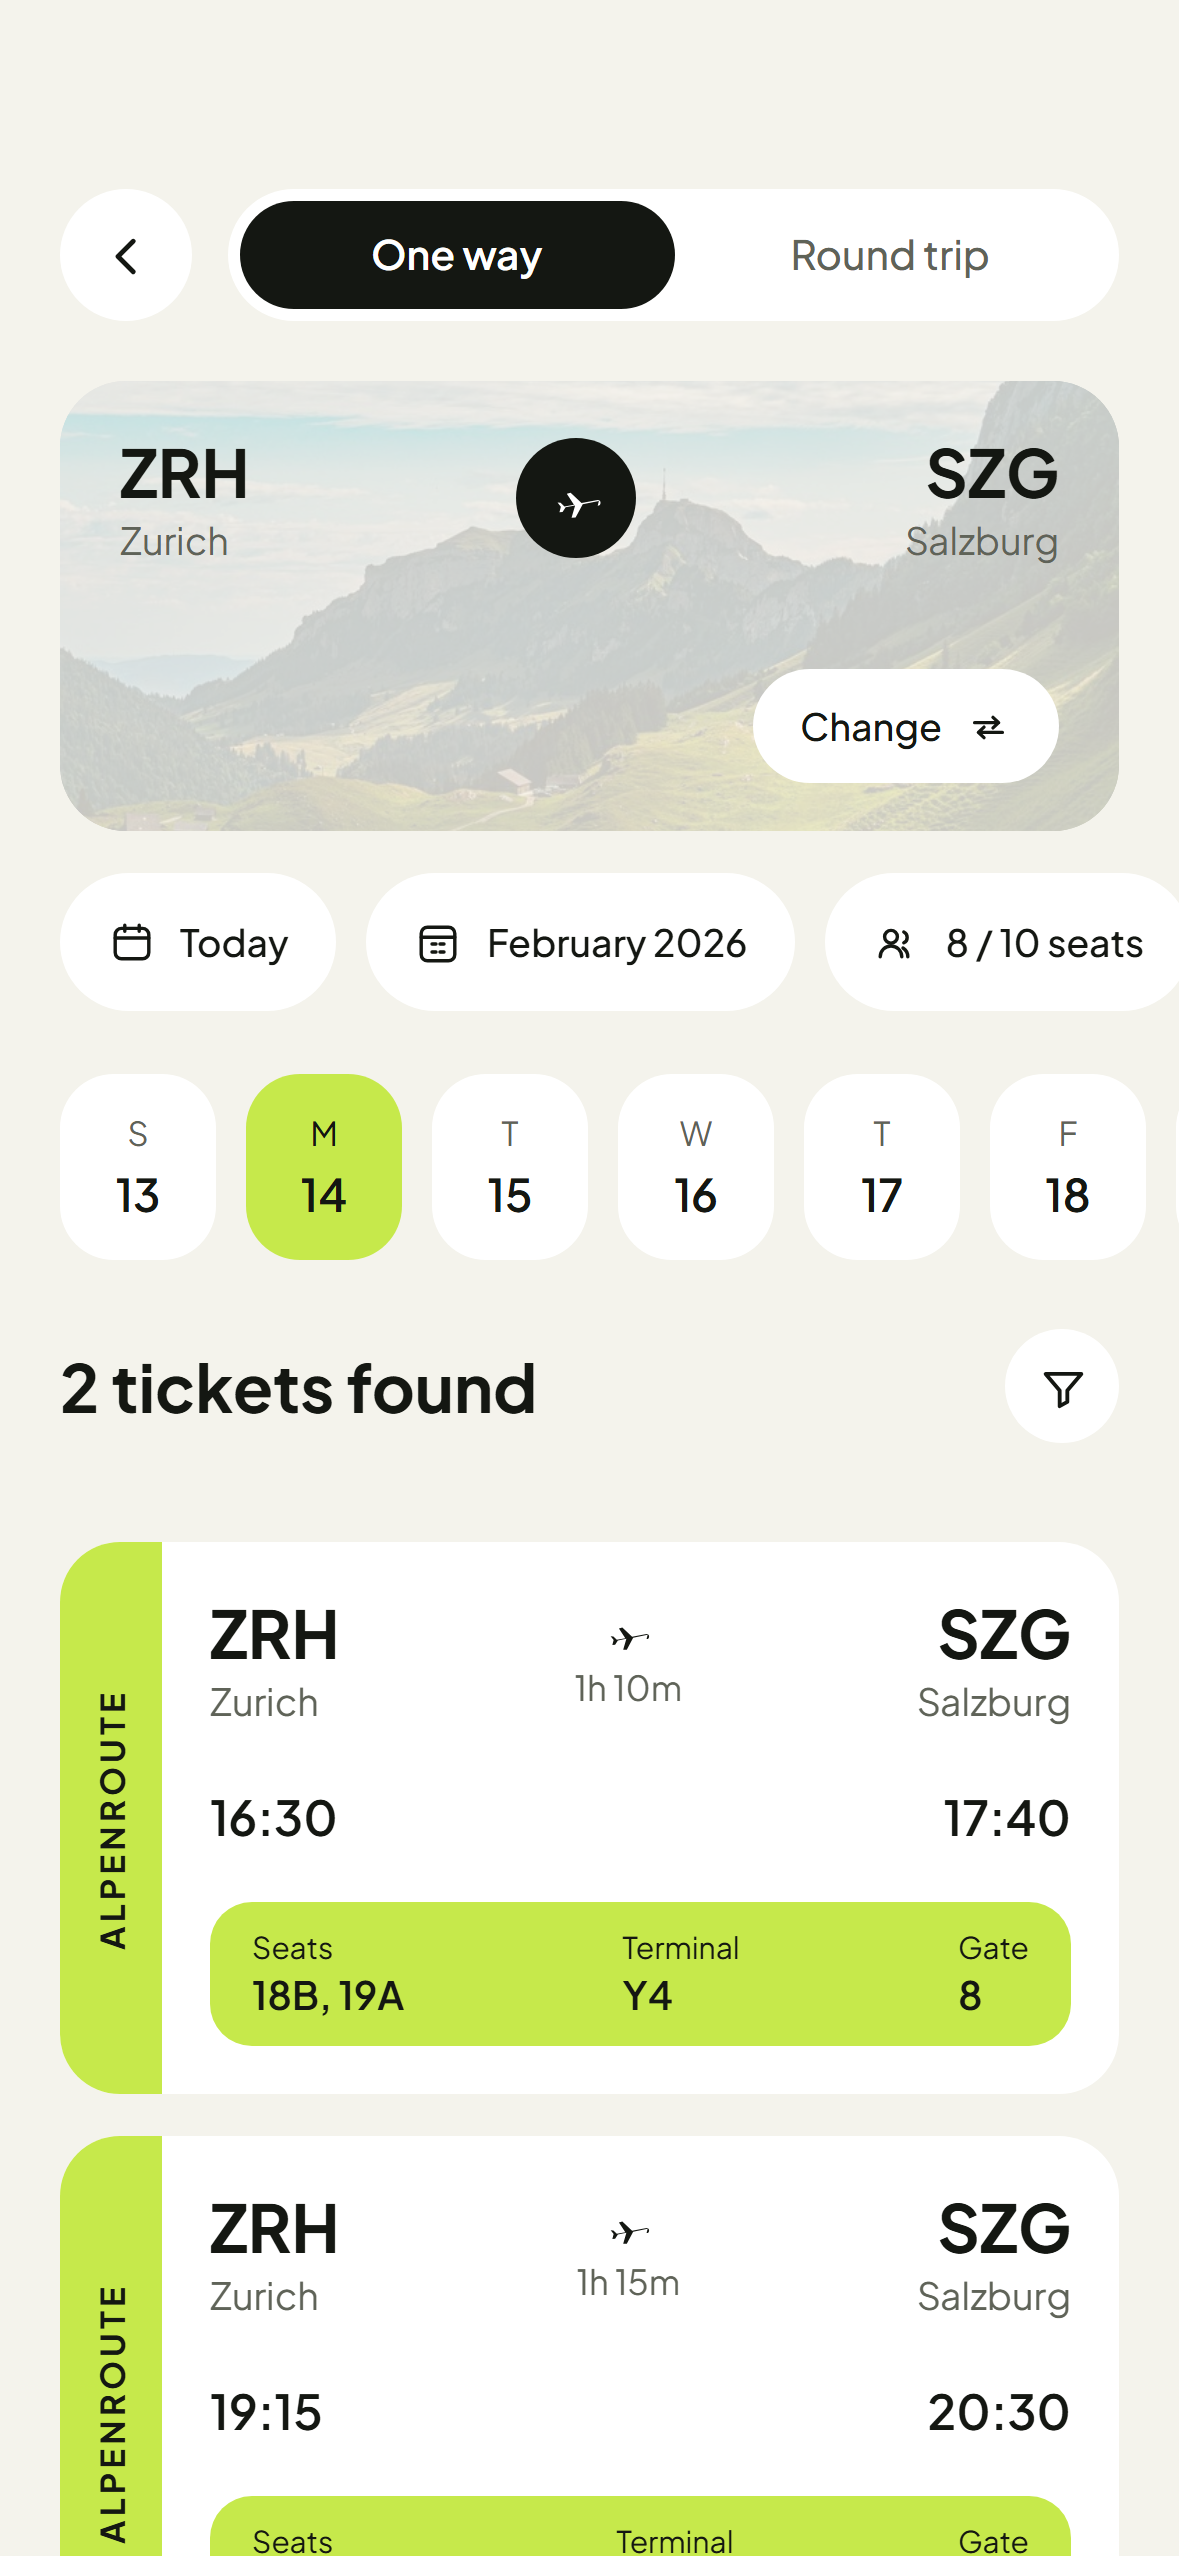 One way
Round trip
ZRH
SZG
Zurich
Salzburg
Change
Today
February 2026
8 / 10 seats
S
M
T
W
T
F
13
14
15
16
17
18
2 tickets found
ALPENROUTE
ZRH
SZG
Zurich
1h 10m
Salzburg
16:30
17:40
Seats
Terminal
Gate
18B, 19A
Y4
8
ALPENROUTE
ZRH
SZG
Zurich
1h 15m
Salzburg
19:15
20:30
Seats
Terminal
Gate